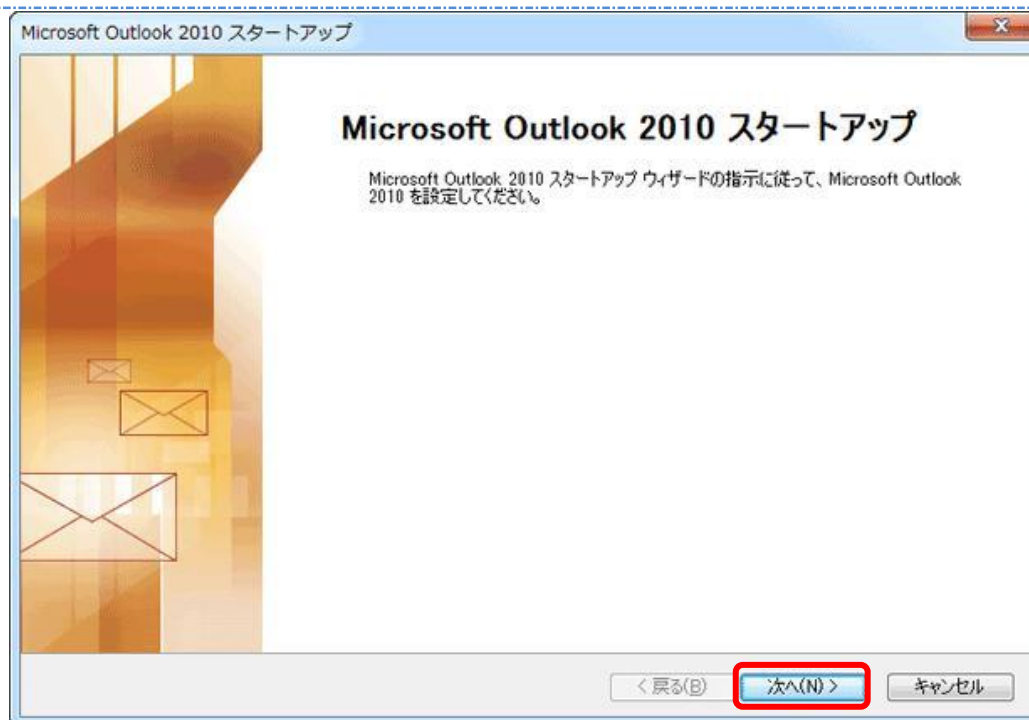 Microsoft Outlook 2010 スタートアップ
Microsoft Outlook 2010 スタートアップ
Microsoft Outlook 2010 スタートアップ ウィザードの指示に従って、Microsoft Outlook
2010 を設定してください。
< 戻る(B) 次へ(N) > キャンセル